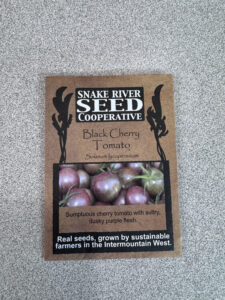 SNAKE RIVER
SEED
COOPERATIVE
Black Cherry
Tomato
Solanum lycopersicum
Sumptuous cherry tomato with sultry,
dusky purple flesh.
Real seeds, grown by sustainable
farmers in the Intermountain West.